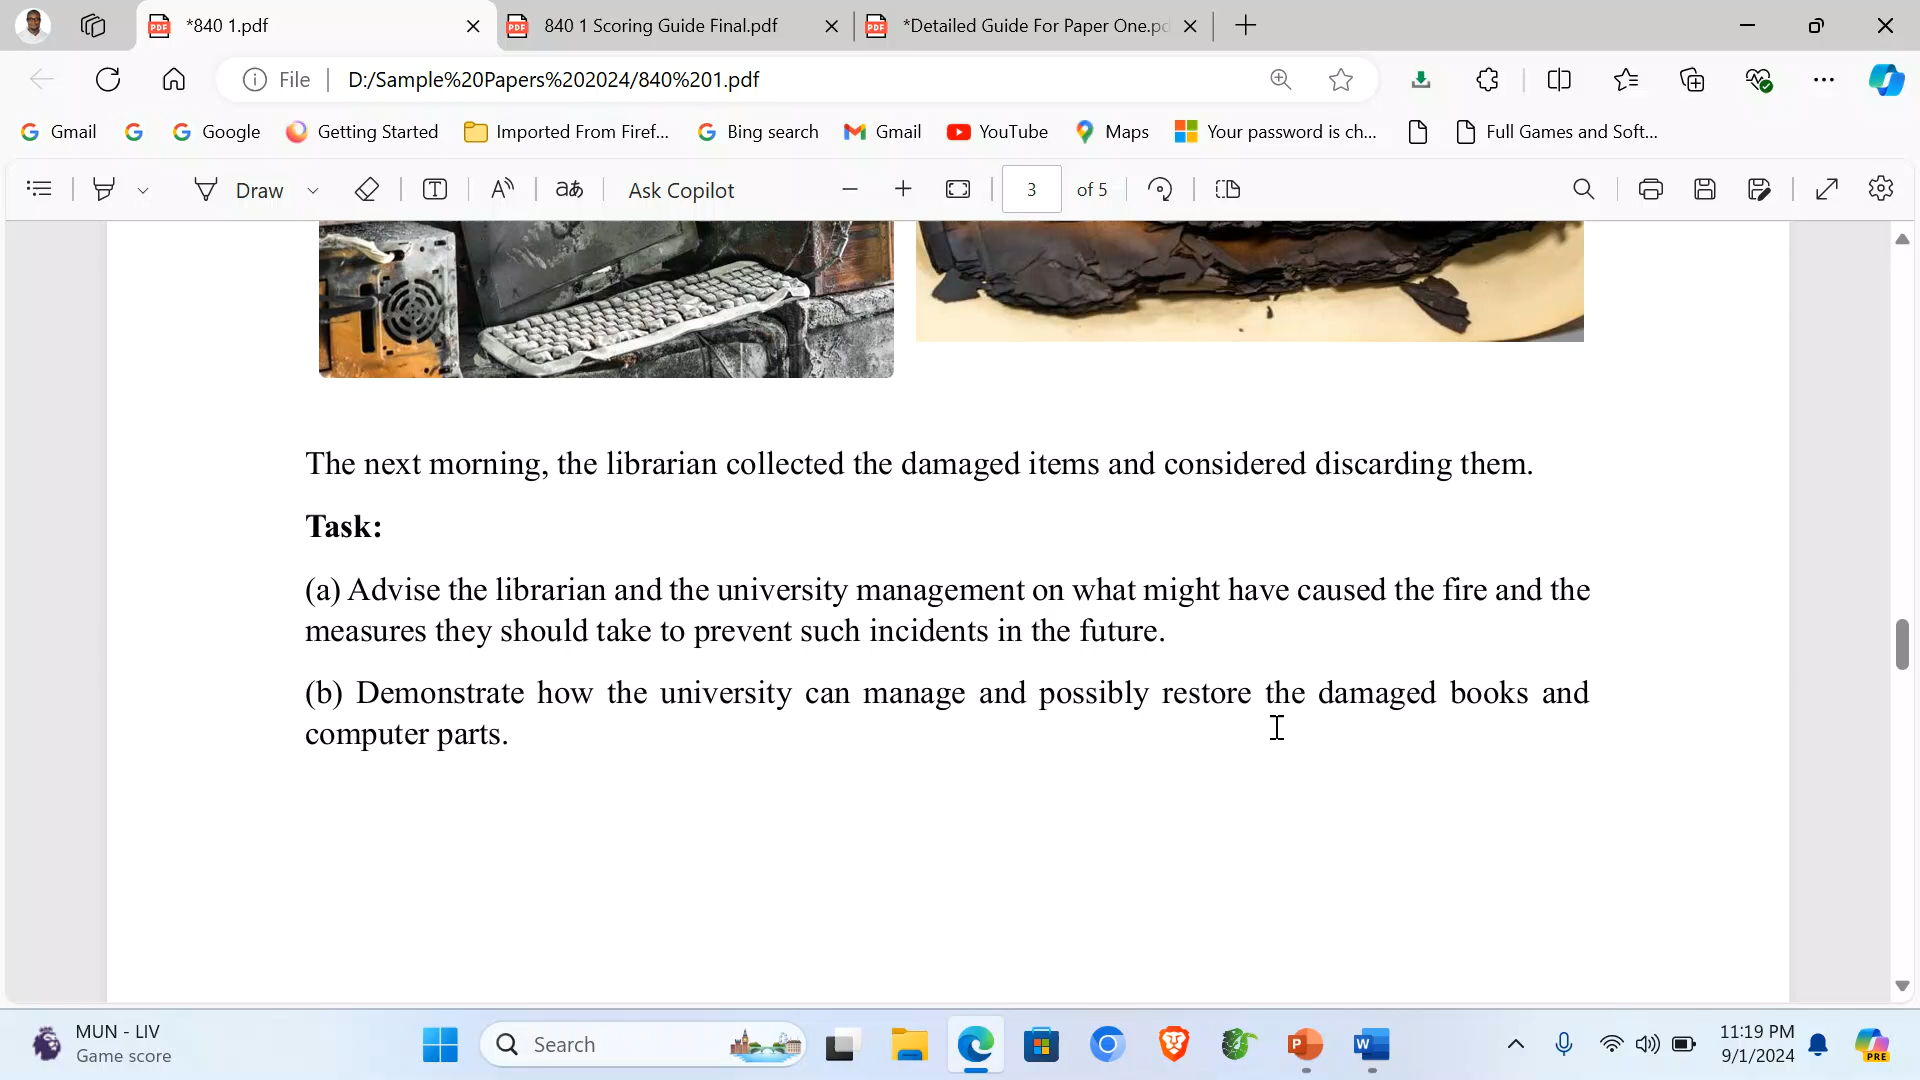 *840 1.pdf
840 1 Scoring Guide Final.pdf
*Detailed Guide For Paper One.pd
File
D:/Sample%20Papers%202024/840%201.pdf
Gmail
Google
Getting Started
Imported From Firef...
Bing search
Gmail
YouTube
Maps
Your password is ch...
Full Games and Soft...
Draw
Ask Copilot
3
of 5
The next morning, the librarian collected the damaged items and considered discarding them.
Task:
(a) Advise the librarian and the university management on what might have caused the fire and the
measures they should take to prevent such incidents in the future.
(b) Demonstrate how the university can manage and possibly restore the damaged books and
computer parts.
MUN - LIV
Game score
Search
11:19 PM
9/1/2024
PRE